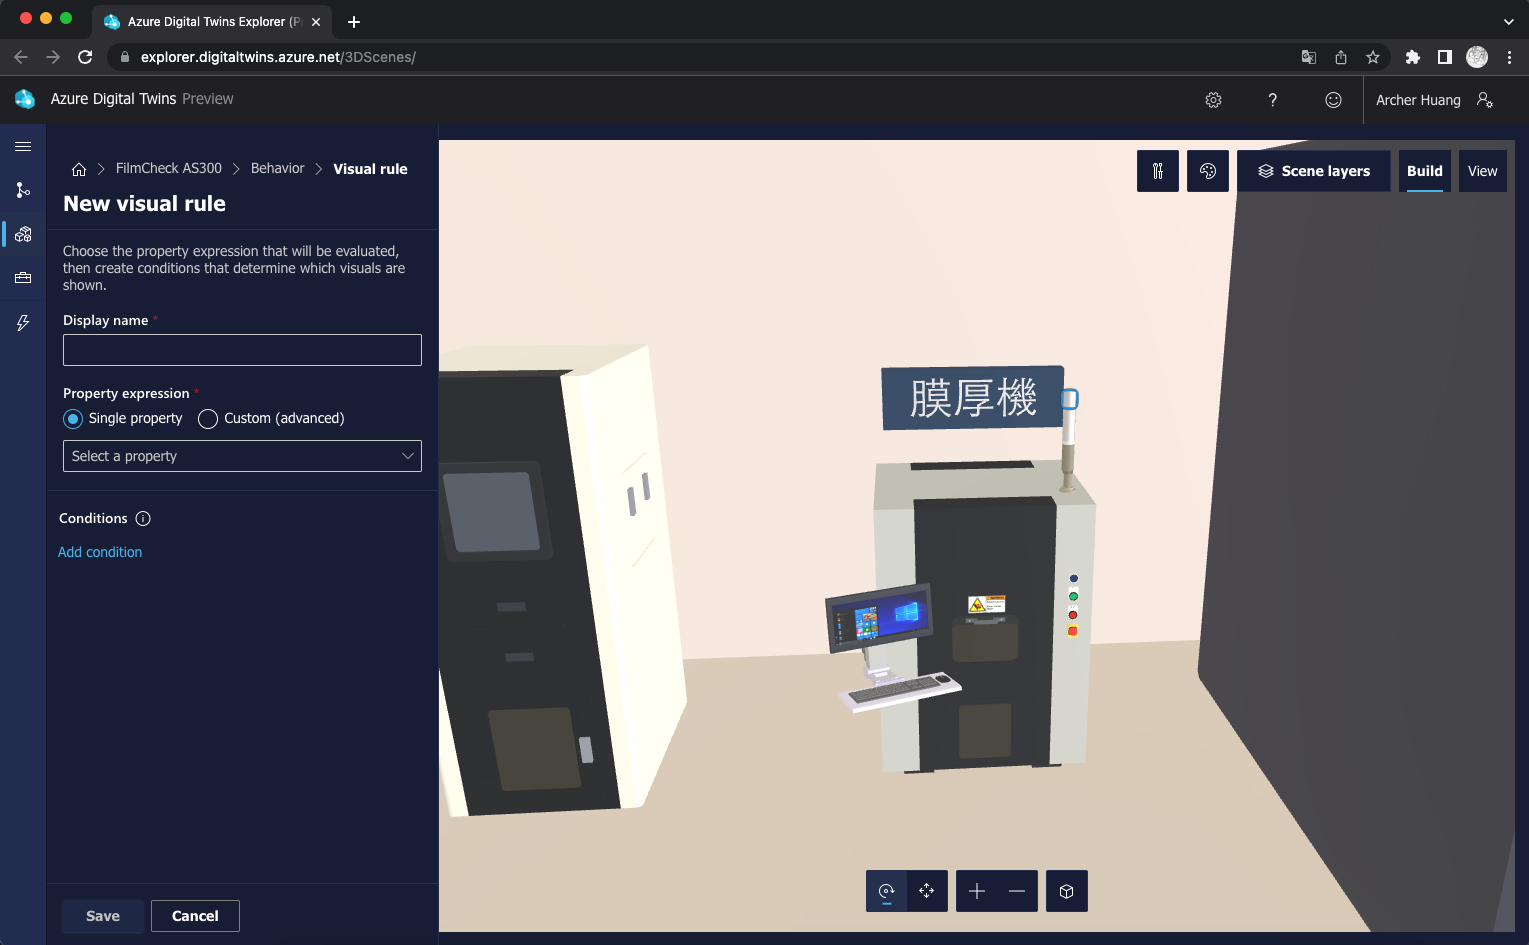 Azure Digital Twins Explorer (P
explorer.digitaltwins.azure.net/3DScenes/
Azure Digital Twins Preview
Archer Huang
FilmCheck AS300
Behavior
Visual rule
New visual rule
Choose the property expression that will be evaluated,
then create conditions that determine which visuals are
shown.
Display name *
Property expression *
Single property
Custom (advanced)
Select a property
Conditions
Add condition
Save
Cancel
Scene layers
Build
View
膜厚機